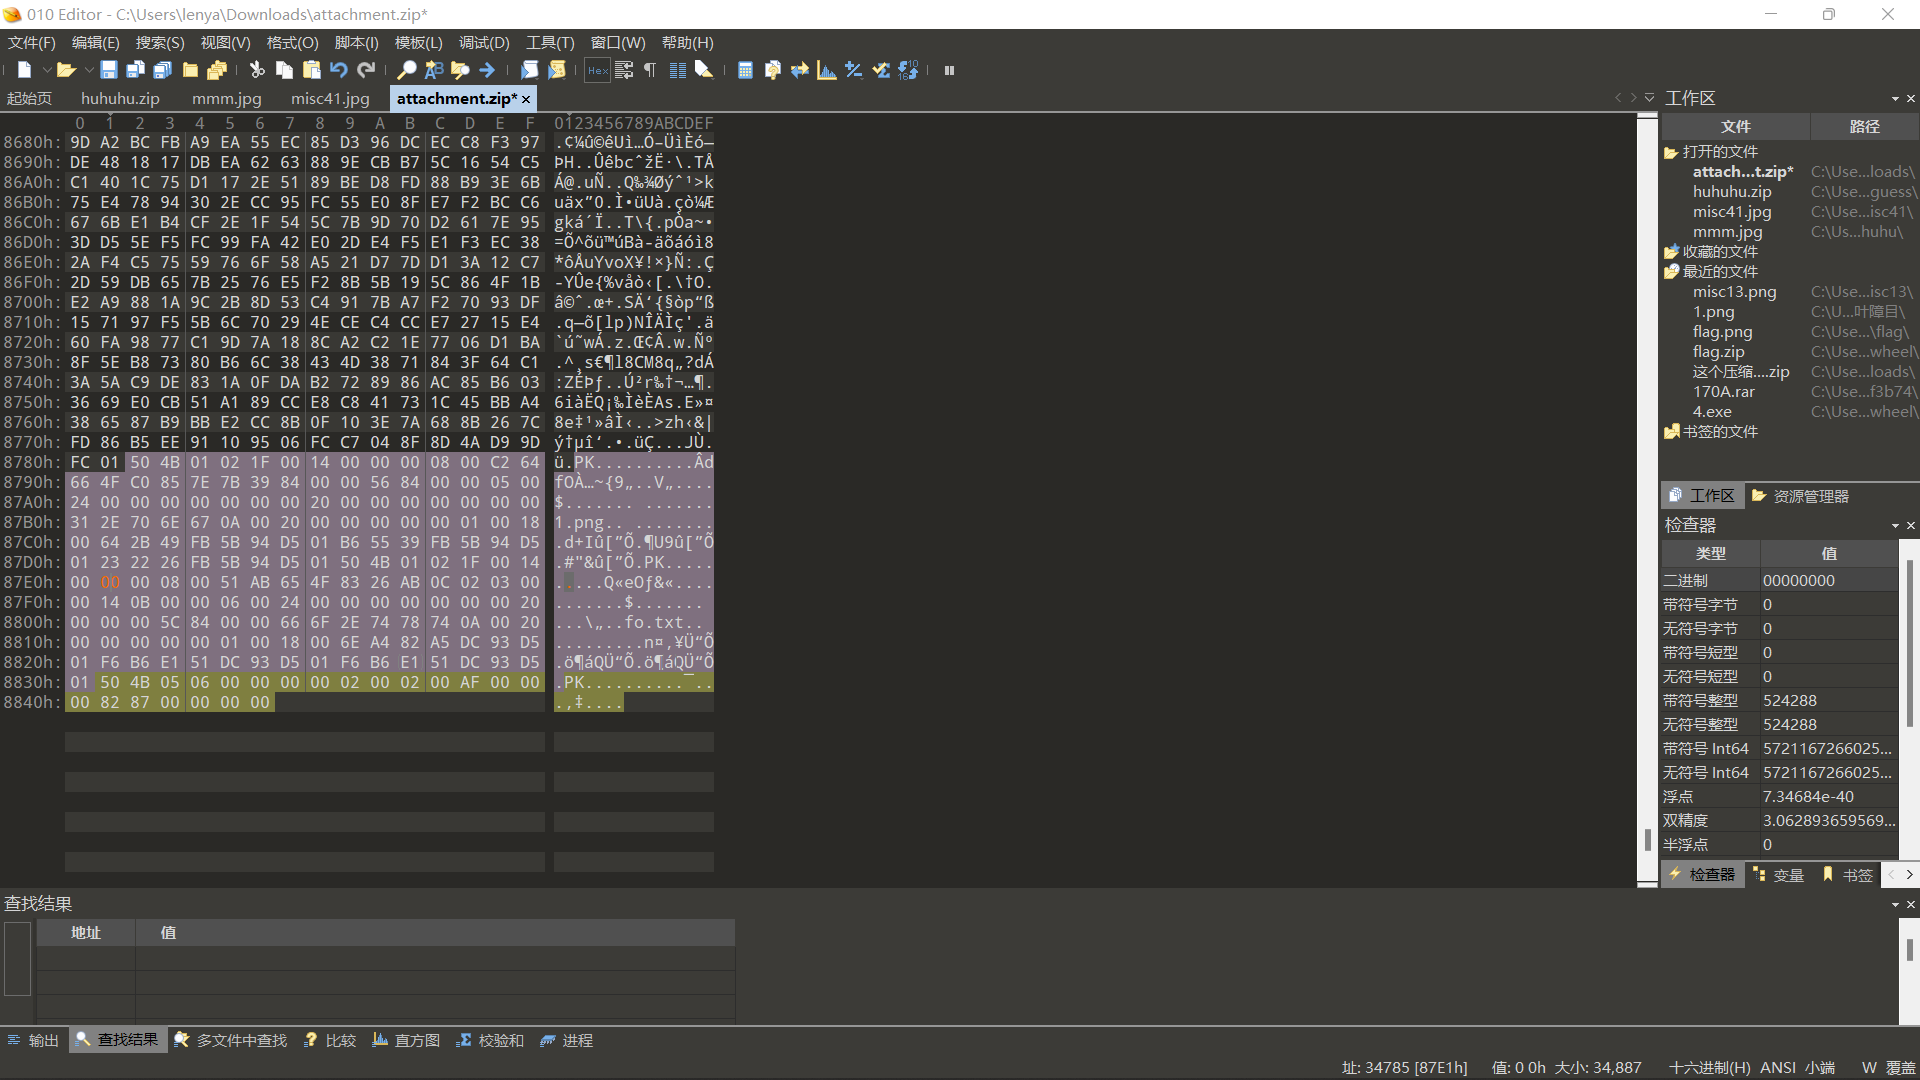 010 Editor - C:\Users\lenya\Downloads\attachment.zip*
文件(F) 编辑(E) 搜索(S) 视图(V) 格式(O) 脚本(I) 模板(L) 调试(D) 工具(T) 窗口(W) 帮助(H)
起始页 huhuhu.zip mmm.jpg misc41.jpg attachment.zip*
0 1 2 3 4 5 6 7 8 9 A B C D E F 0123456789ABCDEF
8680h: 9D A2 BC FB A9 EA 55 EC 85 D3 96 DC EC C8 F3 97 .¢¼û©êUì…Ó–ÜìÈó—
8690h: DE 48 18 17 DB EA 62 63 88 9E CB B7 5C 16 54 C5 ÞH..ÛêbcˆžË·\.TÅ
86A0h: C1 40 1C 75 D1 17 2E 51 89 BE D8 FD 88 B9 3E 6B Á@.uÑ..Q‰¾Øýˆ¹>k
86B0h: 75 E4 78 94 30 2E CC 95 FC 55 E0 8F E7 F2 BC C6 uäx”0.Ì•üUà.çò¼Æ
86C0h: 67 6B E1 B4 CF 2E 1F 54 5C 7B 9D 70 D2 61 7E 95 gká´Ï..T\{.pÒa~•
86D0h: 3D D5 5E F5 FC 99 FA 42 E0 2D E4 F5 E1 F3 EC 38 =Õ^õü™úBà-äõáóì8
86E0h: 2A F4 C5 75 59 76 6F 58 A5 21 D7 7D D1 3A 12 C7 *ôÅuYvoX¥!×}Ñ:.Ç
86F0h: 2D 59 DB 65 7B 25 76 E5 F2 8B 5B 19 5C 86 4F 1B -YÛe{%våò‹[.\†O.
8700h: E2 A9 88 1A 9C 2B 8D 53 C4 91 7B A7 F2 70 93 DF â©ˆ.œ+.SÄ‘{§òp“ß
8710h: 15 71 97 F5 5B 6C 70 29 4E CE C4 CC E7 27 15 E4 .q—õ[lp)NÎÄÌç'.ä
8720h: 60 FA 98 77 C1 9D 7A 18 8C A2 C2 1E 77 06 D1 BA `ú˜wÁ.z.Œ¢Â.w.Ñº
8730h: 8F 5E B8 73 80 B6 6C 38 43 4D 38 71 84 3F 64 C1 .^¸s€¶l8CM8q„?dÁ
8740h: 3A 5A C9 DE 83 1A 0F DA B2 72 89 86 AC 85 B6 03 :ZÉÞƒ..Ú²r‰†¬…¶.
8750h: 36 69 E0 CB 51 A1 89 CC E8 C8 41 73 1C 45 BB A4 6iàËQ¡‰ÌèÈAs.E»¤
8760h: 38 65 87 B9 BB E2 CC 8B 0F 10 3E 7A 68 8B 26 7C 8e‡¹»âÌ‹..>zh‹&|
8770h: FD 86 B5 EE 91 10 95 06 FC C7 04 8F 8D 4A D9 9D ý†µî‘.•.üÇ...JÙ.
8780h: FC 01 50 4B 01 02 1F 00 14 00 00 00 08 00 C2 64 ü.PK..........Âd
8790h: 66 4F C0 85 7E 7B 39 84 00 00 56 84 00 00 05 00 fOÀ…~{9„..V„....
87A0h: 24 00 00 00 00 00 00 00 20 00 00 00 00 00 00 00 $....... .......
87B0h: 31 2E 70 6E 67 0A 00 20 00 00 00 00 00 01 00 18 1.png.. ........
87C0h: 00 64 2B 49 FB 5B 94 D5 01 B6 55 39 FB 5B 94 D5 .d+Iû[”Õ.¶U9û[”Õ
87D0h: 01 23 22 26 FB 5B 94 D5 01 50 4B 01 02 1F 00 14 .#"&û[”Õ.PK.....
87E0h: 00 00 00 08 00 51 AB 65 4F 83 26 AB 0C 02 03 00 .....Q«eOƒ&«....
87F0h: 00 14 0B 00 00 06 00 24 00 00 00 00 00 00 00 20 .......$.......
8800h: 00 00 00 5C 84 00 00 66 6F 2E 74 78 74 0A 00 20 ...\„..fo.txt..
8810h: 00 00 00 00 00 01 00 18 00 6E A4 82 A5 DC 93 D5 .........n¤‚¥Ü“Õ
8820h: 01 F6 B6 E1 51 DC 93 D5 01 F6 B6 E1 51 DC 93 D5 .ö¶áQÜ“Õ.ö¶áQÜ“Õ
8830h: 01 50 4B 05 06 00 00 00 00 02 00 02 00 AF 00 00 .PK..........¯..
8840h: 00 82 87 00 00 00 00 .‚‡....
工作区
文件 路径
打开的文件
attach...t.zip* C:\Use...loads\
huhuhu.zip C:\Use...guess\
misc41.jpg C:\Use...isc41\
mmm.jpg C:\Us...huhu\
收藏的文件
最近的文件
misc13.png C:\Use...isc13\
1.png C:\U...叶障目\
flag.png C:\Use...\flag\
flag.zip C:\Use...wheel\
这个压缩....zip C:\Use...loads\
170A.rar C:\Use...f3b74\
4.exe C:\Use...wheel\
书签的文件
工作区 资源管理器
检查器
类型 值
二进制 00000000
带符号字节 0
无符号字节 0
带符号短型 0
无符号短型 0
带符号整型 524288
无符号整型 524288
带符号 Int64 5721167266025...
无符号 Int64 5721167266025...
浮点 7.34684e-40
双精度 3.062893659569...
半浮点 0
检查器 变量 书签
查找结果
地址 值
输出 查找结果 多文件中查找 比较 直方图 校验和 进程
址: 34785 [87E1h] 值: 0 0h 大小: 34,887 十六进制(H) ANSI 小端 W 覆盖